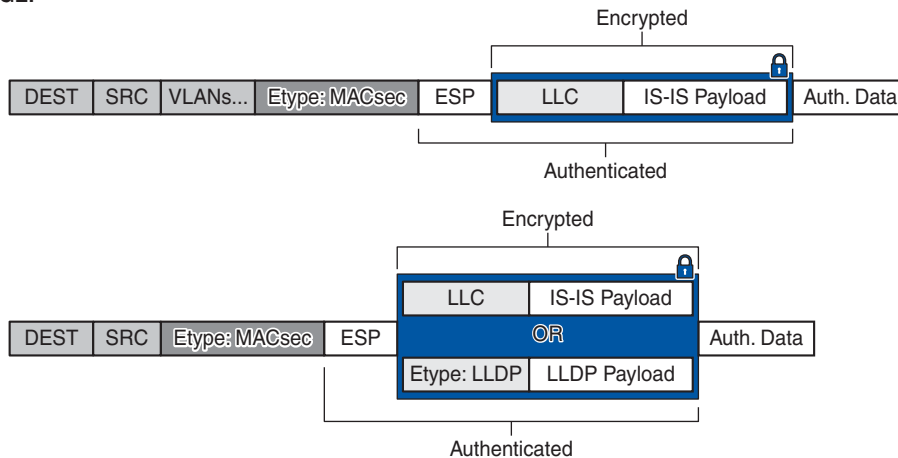 Encrypted
DEST SRC VLANs... Etype: MACsec ESP LLC IS-IS Payload Auth. Data
Authenticated
Encrypted
LLC IS-IS Payload
DEST SRC Etype: MACsec ESP OR Auth. Data
Etype: LLDP LLDP Payload
Authenticated